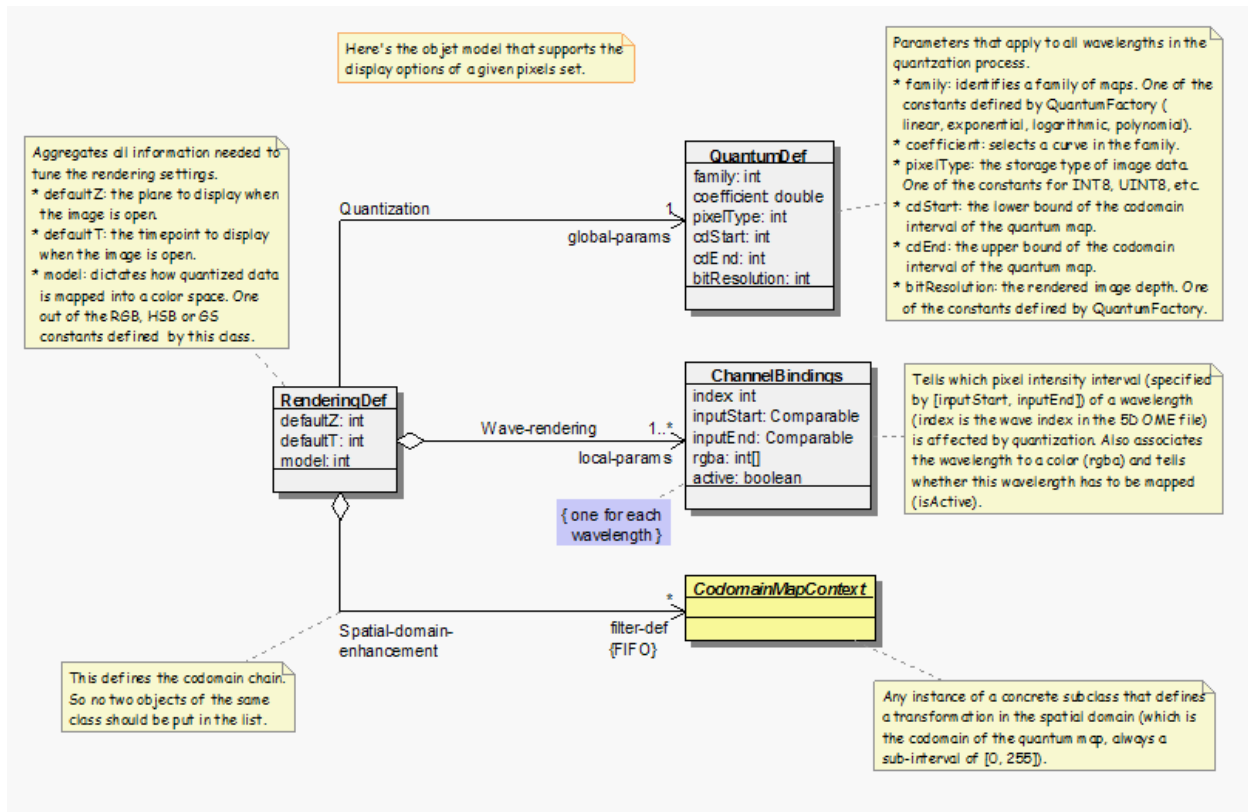 Here's the objet model that supports the
display options of a given pixels set.
Parameters that apply to all wavelengths in the
quantzation process.
* family: identifies a family of maps. One of the
constants defined by QuantumFactory (
linear, exponential, logarithmic, polynomial).
* coefficient: selects a curve in the family.
* pixelType: the storage type of image data.
One of the constants for INT8, UINT8, etc.
* cdStart: the lower bound of the codomain
interval of the quantum map.
* cdEnd: the upper bound of the codomain
interval of the quantum map.
* bitResolution: the rendered image depth. One
of the constants defined by QuantumFactory.
Aggregates all information needed to
tune the rendering settings.
* defaultZ: the plane to display when
the image is open.
* defaultT: the timepoint to display
when the image is open.
* model: dictates how quantized data
is mapped into a color space. One
out of the RGB, HSB or GS
constants defined by this class.
Quantization
1
global-params
QuantumDef
family: int
coefficient: double
pixelType: int
cdStart: int
cdEnd: int
bitResolution: int
RenderingDef
defaultZ: int
defaultT: int
model: int
Wave-rendering
1..*
local-params
ChannelBindings
index: int
inputStart: Comparable
inputEnd: Comparable
rgba: int[]
active: boolean
{ one for each
wavelength }
Tells which pixel intensity interval (specified
by [inputStart, inputEnd]) of a wavelength
(index is the wave index in the 5D OME file)
is affected by quantization. Also associates
the wavelength to a color (rgba) and tells
whether this wavelength has to be mapped
(isActive).
Spatial-domain-
enhancement
*
filter-def
{FIFO}
CodomainMapContext
This defines the codomain chain.
So no two objects of the same
class should be put in the list.
Any instance of a concrete subclass that defines
a transformation in the spatial domain (which is
the codomain of the quantum map, always a
sub-interval of [0, 255]).